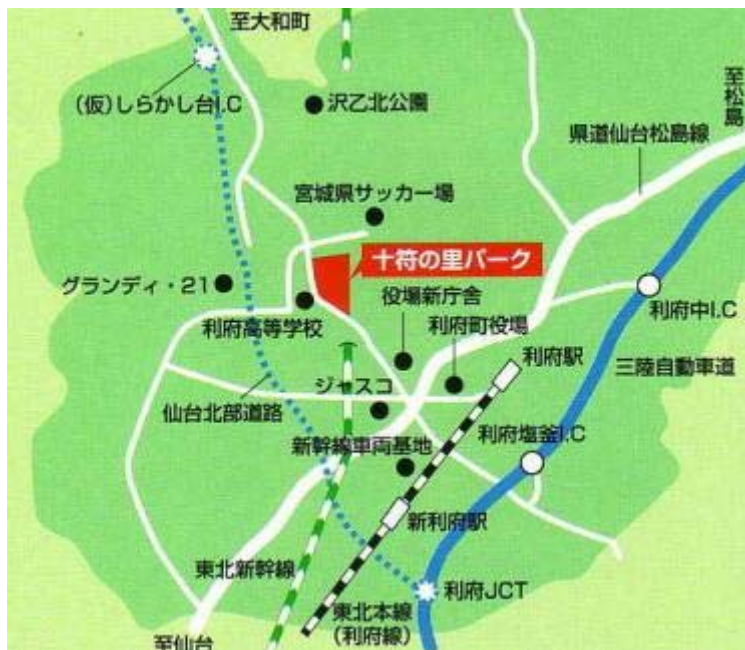 至大和町
(仮)しらかし台I.C
沢乙北公園
至松島
県道仙台松島線
宮城県サッカー場
十符の里パーク
グランディ・21
役場新庁舎
利府中I.C
利府高等学校
利府町役場
利府駅
三陸自動車道
ジャスコ
仙台北部道路
利府塩釜I.C
新幹線車両基地
新利府駅
東北新幹線
利府JCT
東北本線
(利府線)
至仙台